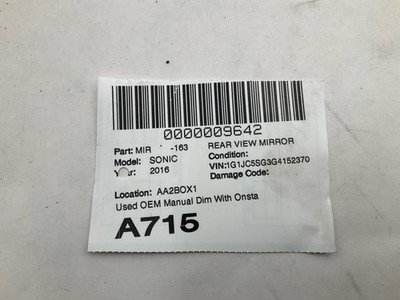 0000009642
Part: MIR ' -163 REAR VIEW MIRROR
Model: SONIC Condition:
Year: 2016 VIN:1G1JC5SG3G4152370
Damage Code:
Location: AA2BOX1
Used OEM Manual Dim With Onsta
A715